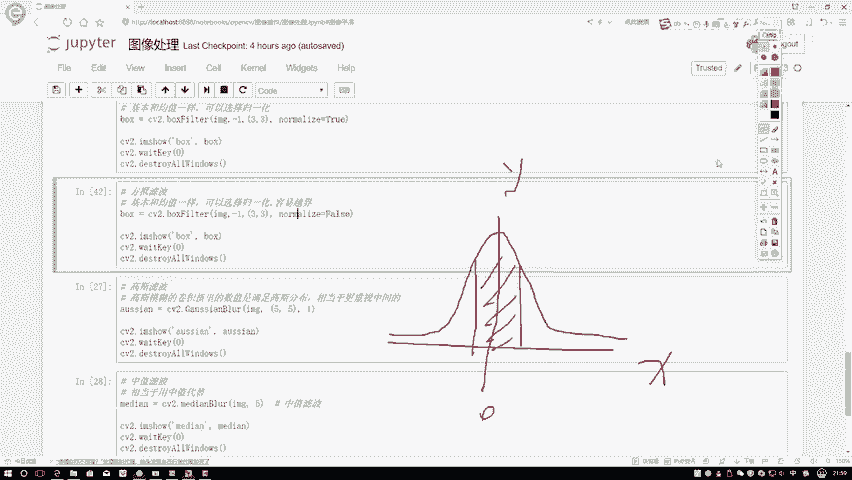 https://localhost:8888/notebooks/opencv/
jupyter 图像处理 Last Checkpoint: 4 hours ago (autosaved)
Logout
File Edit View Insert Cell Kernel Widgets Help
Trusted
Code
# 基本和均值一样，可以选择归一化
box = cv2.boxFilter(img,-1,(3,3), normalize=True)
cv2.imshow('box', box)
cv2.waitKey(0)
cv2.destroyAllWindows()
In [42]:
# 方框滤波
# 基本和均值一样，可以选择归一化,容易越界
box = cv2.boxFilter(img,-1,(3,3), normalize=False)
cv2.imshow('box', box)
cv2.waitKey(0)
cv2.destroyAllWindows()
In [27]:
# 高斯滤波
# 高斯模糊的卷积核里的数值是满足高斯分布，相当于更重视中间的
aussian = cv2.GaussianBlur(img, (5, 5), 1)
cv2.imshow('aussian', aussian)
cv2.waitKey(0)
cv2.destroyAllWindows()
In [28]:
# 中值滤波
# 相当于用中值代替
median = cv2.medianBlur(img, 5) # 中值滤波
cv2.imshow('median', median)
cv2.waitKey(0)
cv2.destroyAllWindows()
y
x
0
21:59